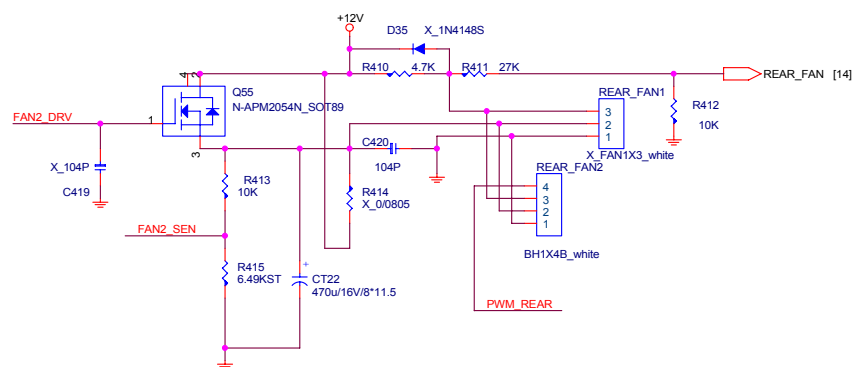 +12V
D35 X_1N4148S
R410 4.7K R411 27K
REAR_FAN [14]
4 2
Q55
N-APM2054N_SOT89
REAR_FAN1
R412
10K
FAN2_DRV
1
3
2
1
3
C420
104P
X_FAN1X3_white
X_104P
C419
R413
10K
R414
X_0/0805
REAR_FAN2
4
3
2
1
FAN2_SEN
BH1X4B_white
R415
6.49KST
+
CT22
470u/16V/8*11.5
PWM_REAR